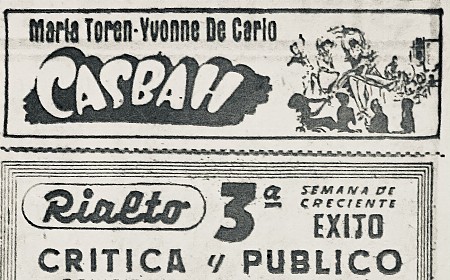 Marta Toren-Yvonne De Carlo
CASBAH
Rialto 3ª SEMANA DE
CRECIENTE
EXITO
CRITICA y PUBLICO